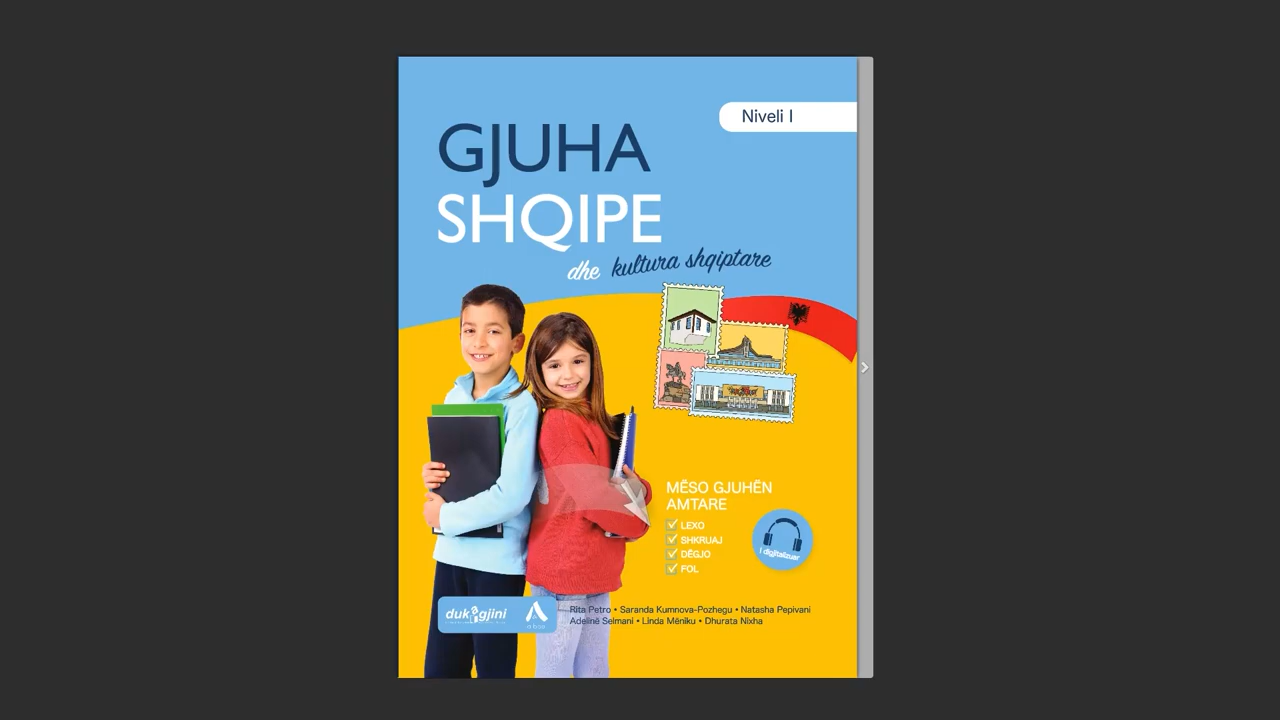 Niveli I
GJUHA
SHQIPE
dhe kultura shqiptare
MËSO GJUHËN
AMTARE
LEXO
SHKRUAJ
DËGJO
FOL
I digjitalizuar
dukagjini
Rita Petro • Saranda Kumnova-Pozhegu • Natasha Pepivani
Adelinë Selmani • Linda Mëniku • Dhurata Nixha